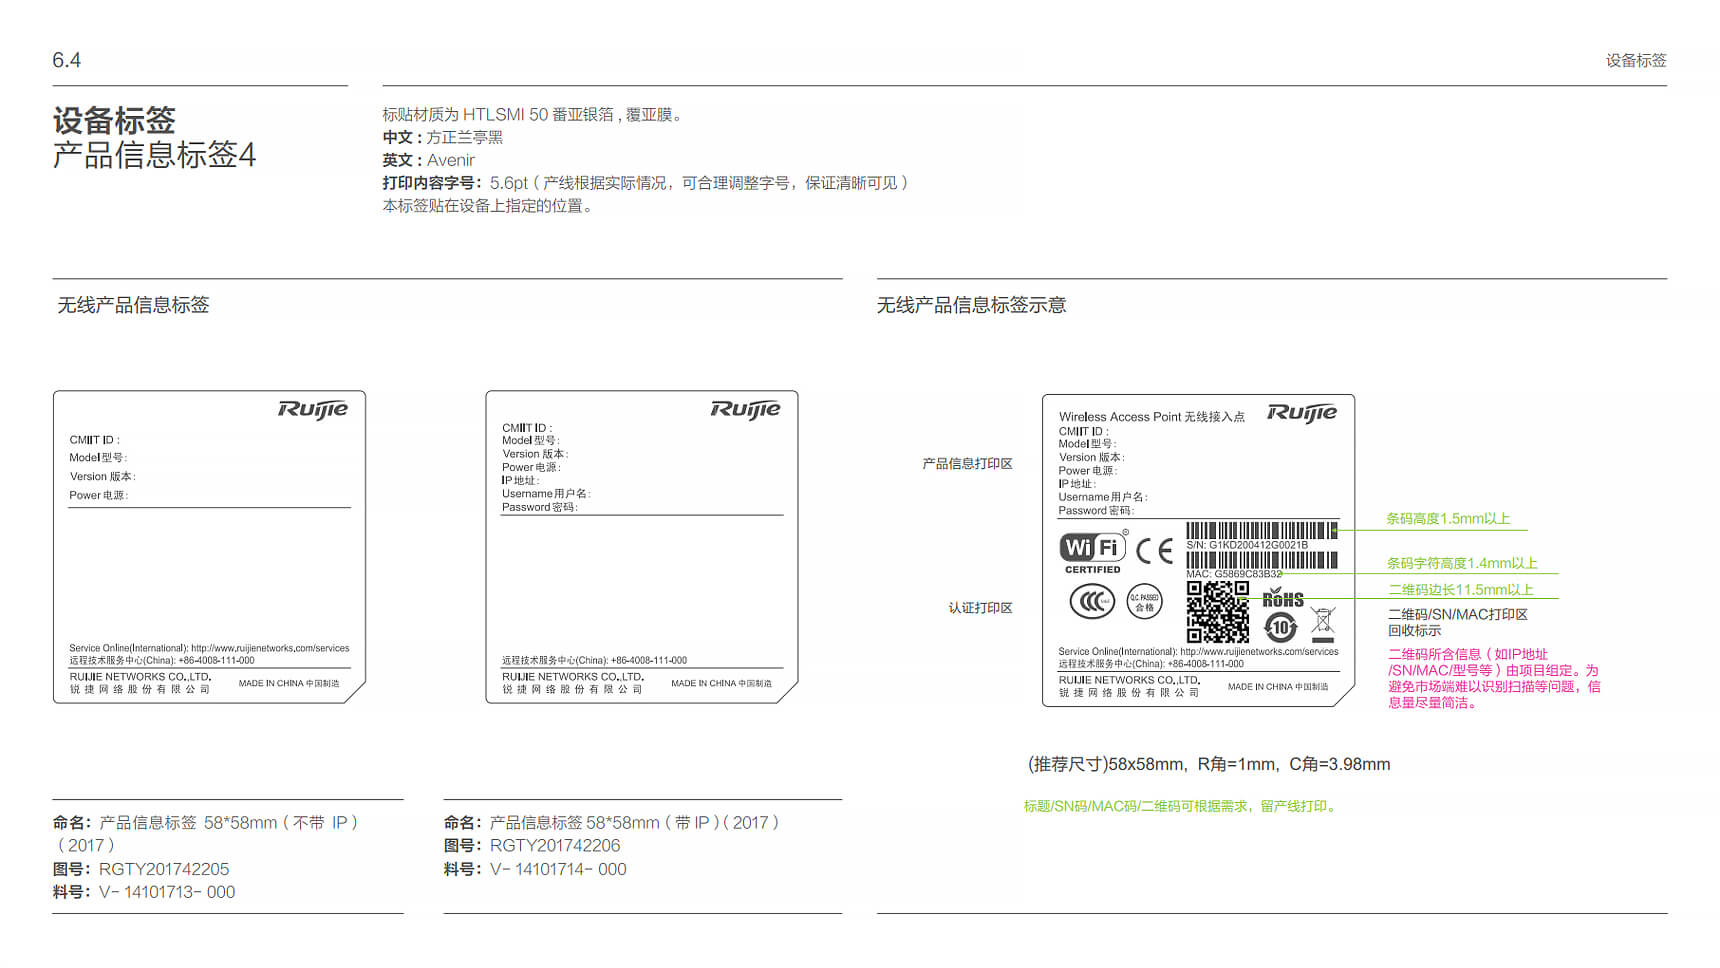 6.4
设备标签
设备标签
产品信息标签4
标贴材质为 HTLSMI 50 番亚银箔 , 覆亚膜。
中文 : 方正兰亭黑
英文 : Avenir
打印内容字号： 5.6pt（产线根据实际情况，可合理调整字号，保证清晰可见）
本标签贴在设备上指定的位置。
无线产品信息标签
Ruijie
CMIIT ID :
Model 型号:
Version 版本:
Power 电源:
Service Online(International): http://www.ruijienetworks.com/services
远程技术服务中心(China): +86-4008-111-000
RUIJIE NETWORKS CO.,LTD.
锐捷网络股份有限公司
MADE IN CHINA 中国制造
Ruijie
CMIIT ID :
Model 型号:
Version 版本:
Power 电源:
IP 地址:
Username 用户名:
Password 密码:
远程技术服务中心(China): +86-4008-111-000
RUIJIE NETWORKS CO.,LTD.
锐捷网络股份有限公司
MADE IN CHINA 中国制造
命名： 产品信息标签 58*58mm（不带 IP）
（2017）
图号： RGTY201742205
料号： V- 14101713- 000
命名： 产品信息标签 58*58mm（带 IP）（2017）
图号： RGTY201742206
料号： V- 14101714- 000
无线产品信息标签示意
产品信息打印区
认证打印区
Wireless Access Point 无线接入点
Ruijie
CMIIT ID :
Model 型号:
Version 版本:
Power 电源:
IP 地址:
Username 用户名:
Password 密码:
S/N: G1KD200412G0021B
MAC: G5869C83B32
Wi Fi ®
CERTIFIED
CE
CCC
Q.C. PASSED
合格
RoHS
10
Service Online(International): http://www.ruijienetworks.com/services
远程技术服务中心(China): +86-4008-111-000
RUIJIE NETWORKS CO.,LTD.
锐捷网络股份有限公司
MADE IN CHINA 中国制造
条码高度1.5mm以上
条码字符高度1.4mm以上
二维码边长11.5mm以上
二维码/SN/MAC打印区
回收标示
二维码所含信息（如IP地址
/SN/MAC/型号等）由项目组定。为
避免市场端难以识别扫描等问题，信
息量尽量简洁。
(推荐尺寸)58x58mm, R角=1mm, C角=3.98mm
标题/SN码/MAC码/二维码可根据需求，留产线打印。